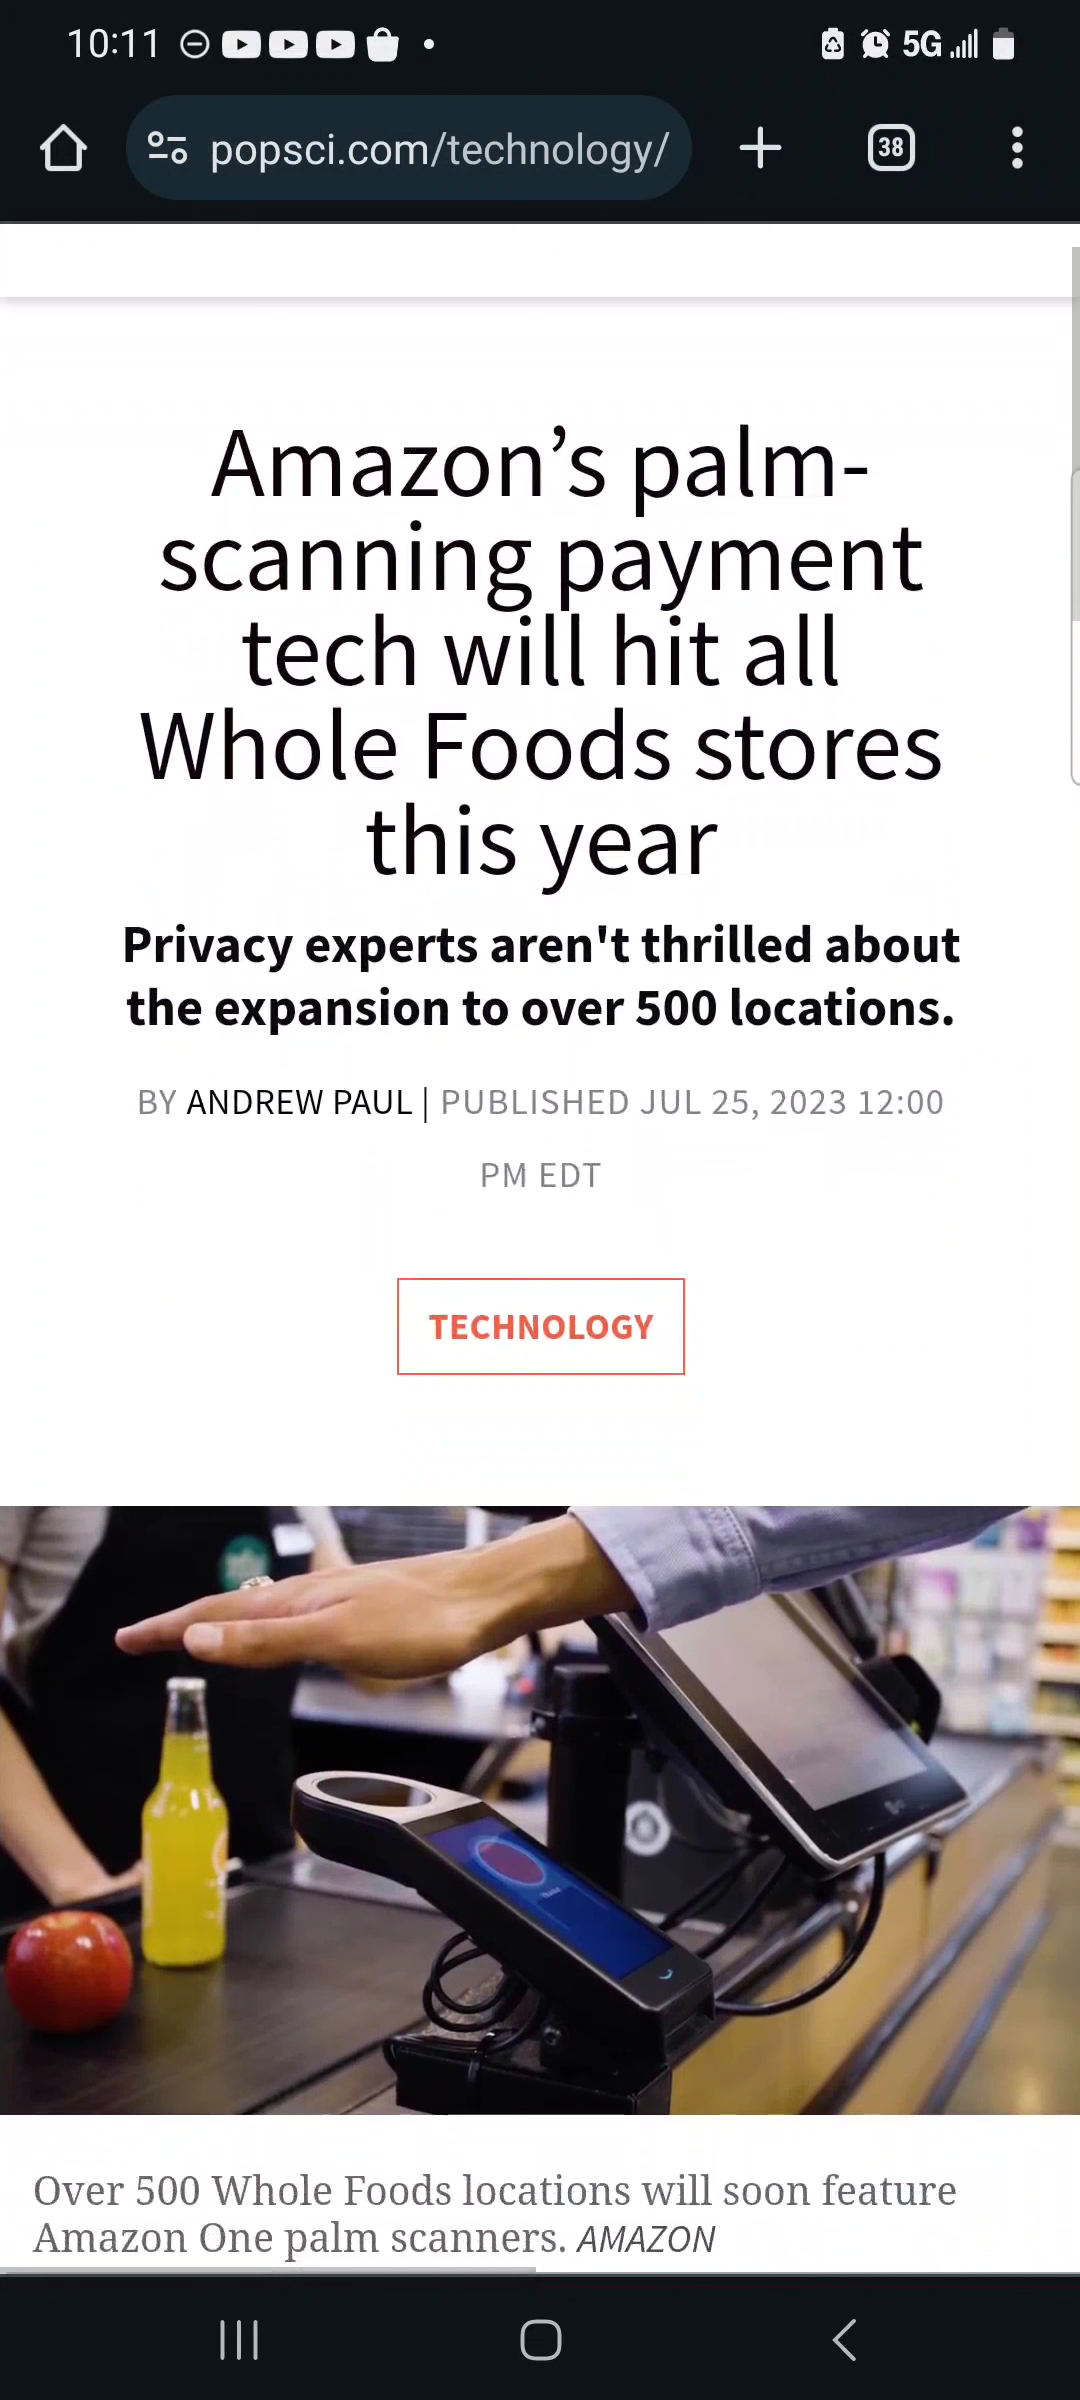 10:11
5G
popsci.com/technology/
38
Amazon’s palm-
scanning payment
tech will hit all
Whole Foods stores
this year
Privacy experts aren't thrilled about
the expansion to over 500 locations.
BY ANDREW PAUL | PUBLISHED JUL 25, 2023 12:00
PM EDT
TECHNOLOGY
Over 500 Whole Foods locations will soon feature
Amazon One palm scanners. AMAZON